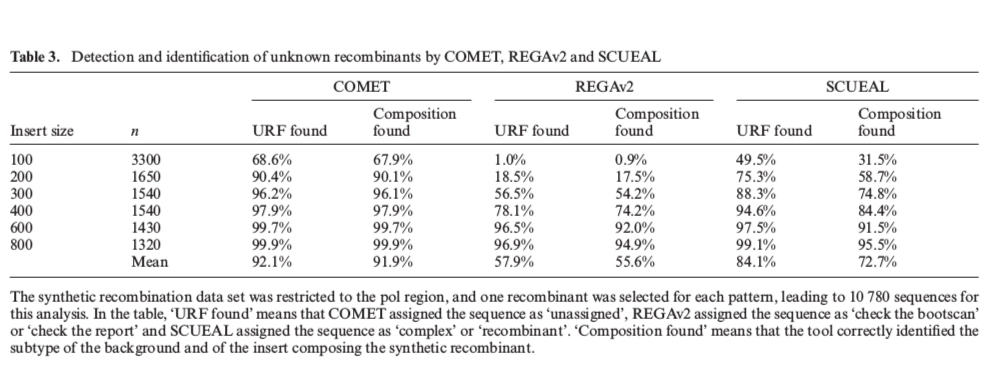 Table 3. Detection and identification of unknown recombinants by COMET, REGAv2 and SCUEAL
COMET REGAv2 SCUEAL
Insert size n URF found Composition found URF found Composition found URF found Composition found
100 3300 68.6% 67.9% 1.0% 0.9% 49.5% 31.5%
200 1650 90.4% 90.1% 18.5% 17.5% 75.3% 58.7%
300 1540 96.2% 96.1% 56.5% 54.2% 88.3% 74.8%
400 1540 97.9% 97.9% 78.1% 74.2% 94.6% 84.4%
600 1430 99.7% 99.7% 96.5% 92.0% 97.5% 91.5%
800 1320 99.9% 99.9% 96.9% 94.9% 99.1% 95.5%
Mean 92.1% 91.9% 57.9% 55.6% 84.1% 72.7%
The synthetic recombination data set was restricted to the pol region, and one recombinant was selected for each pattern, leading to 10 780 sequences for
this analysis. In the table, ‘URF found’ means that COMET assigned the sequence as ‘unassigned’, REGAv2 assigned the sequence as ‘check the bootscan’
or ‘check the report’ and SCUEAL assigned the sequence as ‘complex’ or ‘recombinant’. ‘Composition found’ means that the tool correctly identified the
subtype of the background and of the insert composing the synthetic recombinant.